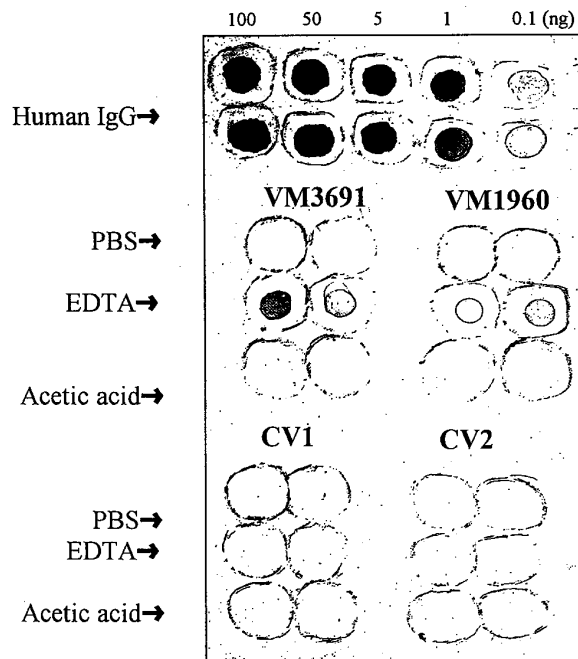 100 50 5 1 0.1 (ng)
Human IgG→
VM3691 VM1960
PBS→
EDTA→
Acetic acid→
CV1 CV2
PBS→
EDTA→
Acetic acid→